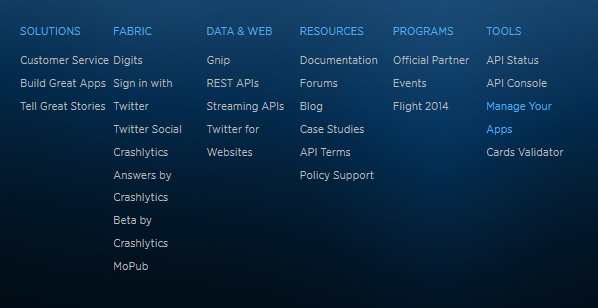 SOLUTIONS
Customer Service
Build Great Apps
Tell Great Stories
FABRIC
Digits
Sign in with
Twitter
Twitter Social
Crashlytics
Answers by
Crashlytics
Beta by
Crashlytics
MoPub
DATA & WEB
Gnip
REST APIs
Streaming APIs
Twitter for
Websites
RESOURCES
Documentation
Forums
Blog
Case Studies
API Terms
Policy Support
PROGRAMS
Official Partner
Events
Flight 2014
TOOLS
API Status
API Console
Manage Your
Apps
Cards Validator